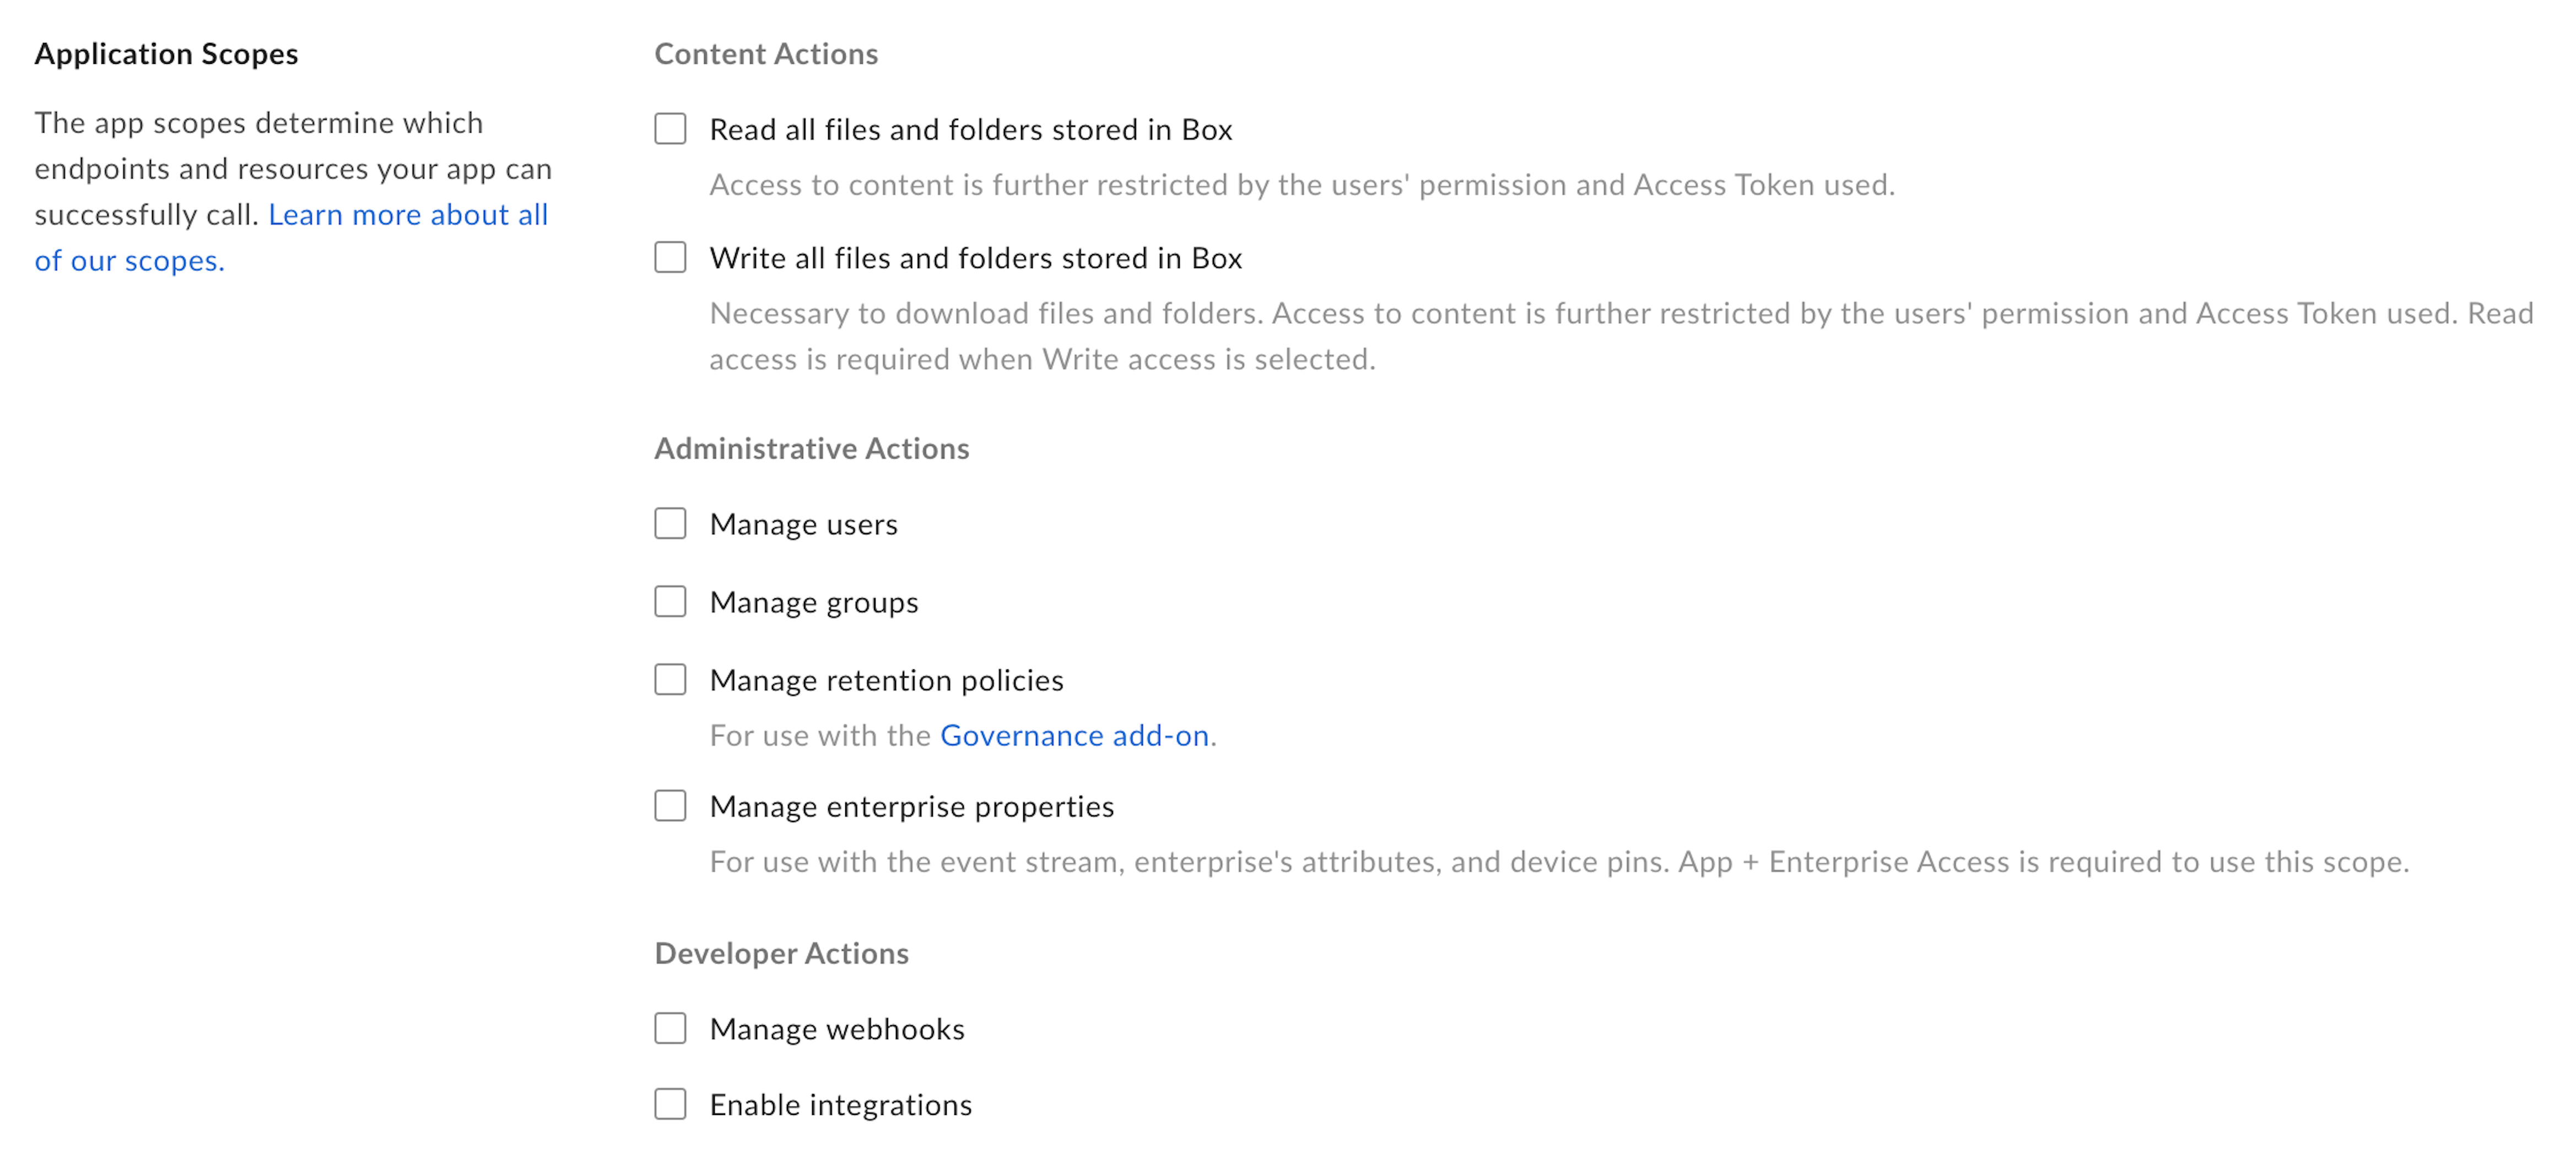 Application Scopes
The app scopes determine which
endpoints and resources your app can
successfully call. Learn more about all
of our scopes.
Content Actions
Read all files and folders stored in Box
Access to content is further restricted by the users' permission and Access Token used.
Write all files and folders stored in Box
Necessary to download files and folders. Access to content is further restricted by the users' permission and Access Token used. Read
access is required when Write access is selected.
Administrative Actions
Manage users
Manage groups
Manage retention policies
For use with the Governance add-on.
Manage enterprise properties
For use with the event stream, enterprise's attributes, and device pins. App + Enterprise Access is required to use this scope.
Developer Actions
Manage webhooks
Enable integrations